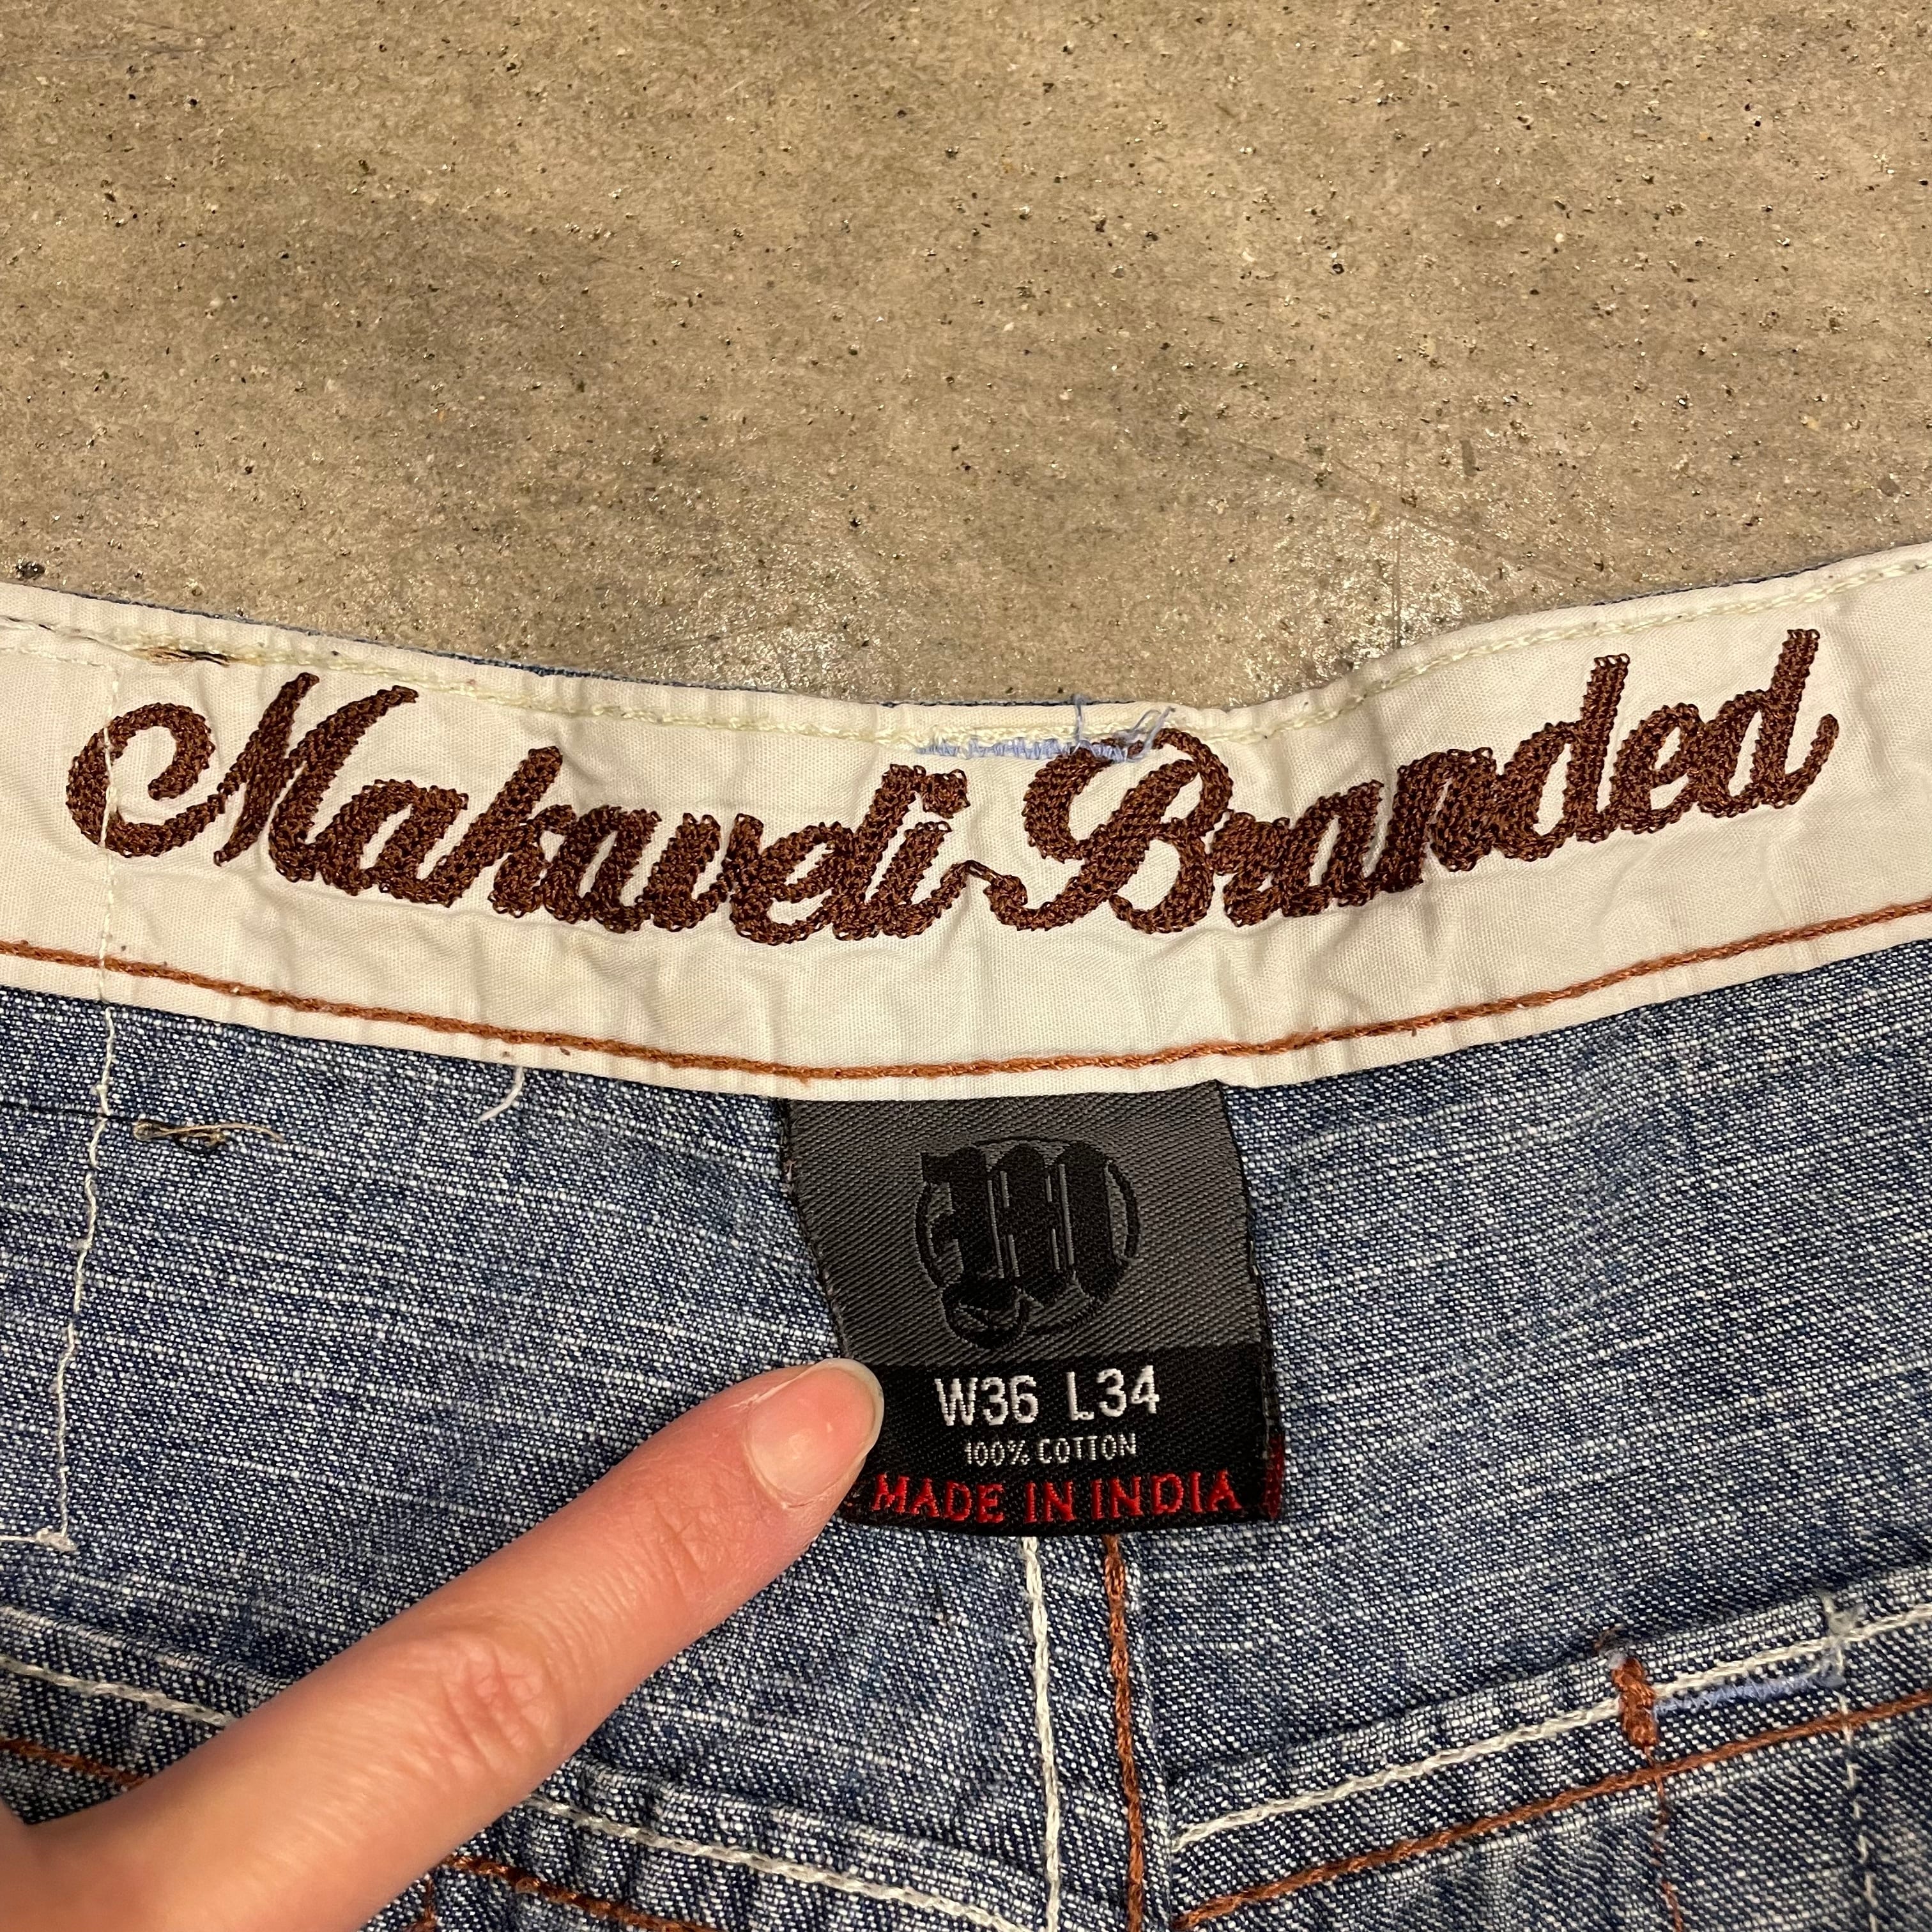 Makaveli Branded
M
W36 L34
100% COTTON
MADE IN INDIA